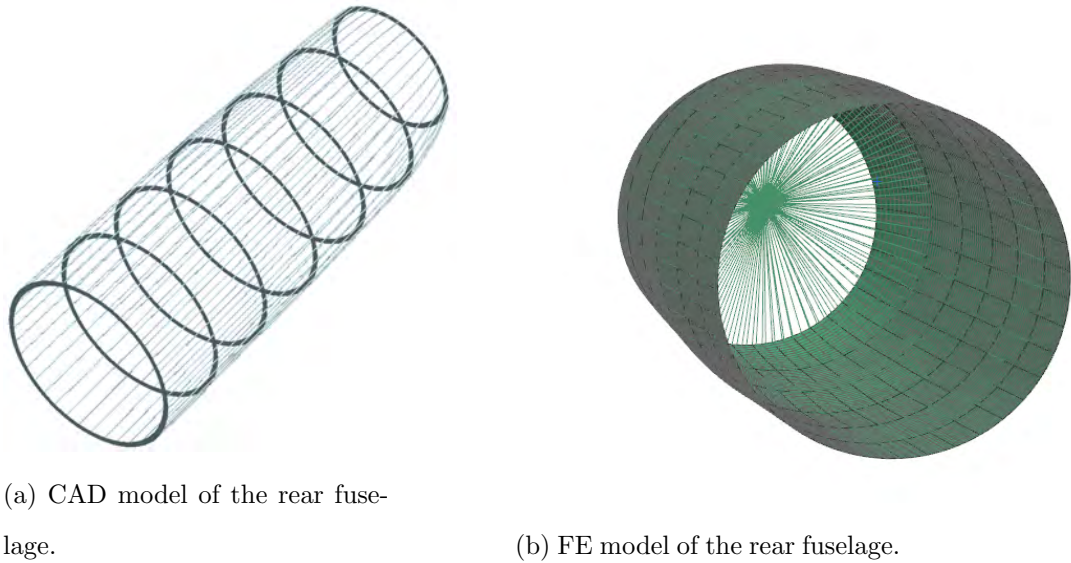 (a) CAD model of the rear fuse-
lage.
(b) FE model of the rear fuselage.